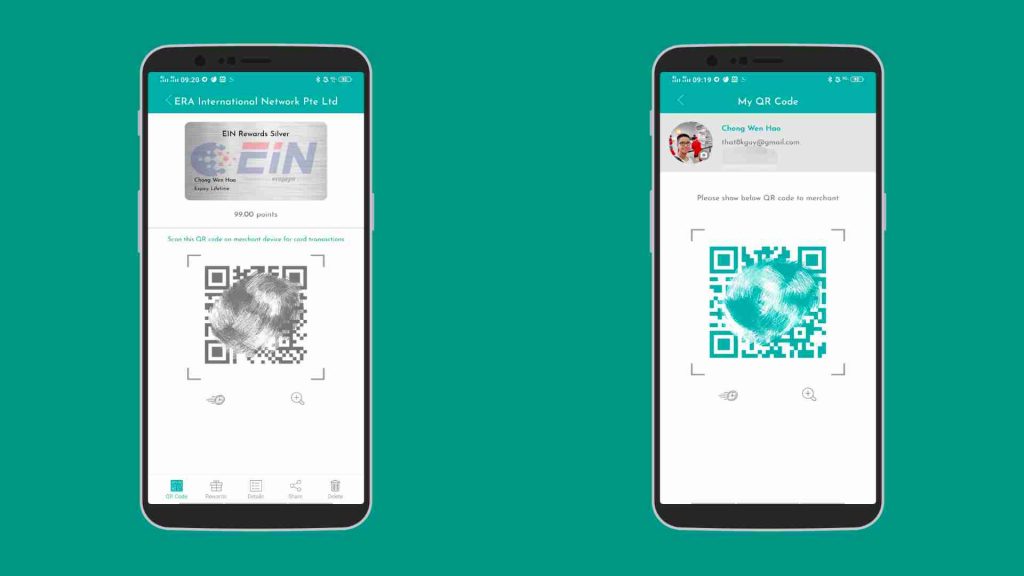 09:20
ERA International Network Pte Ltd
EIN Rewards Silver
EiN
Chong Wen Hao
Expiry Lifetime
99.00 points
Scan this QR code on merchant device for card transactions
QR Code
Rewards
Details
Share
Delete
09:19
My QR Code
Chong Wen Hao
that8kguy@gmail.com
Please show below QR code to merchant